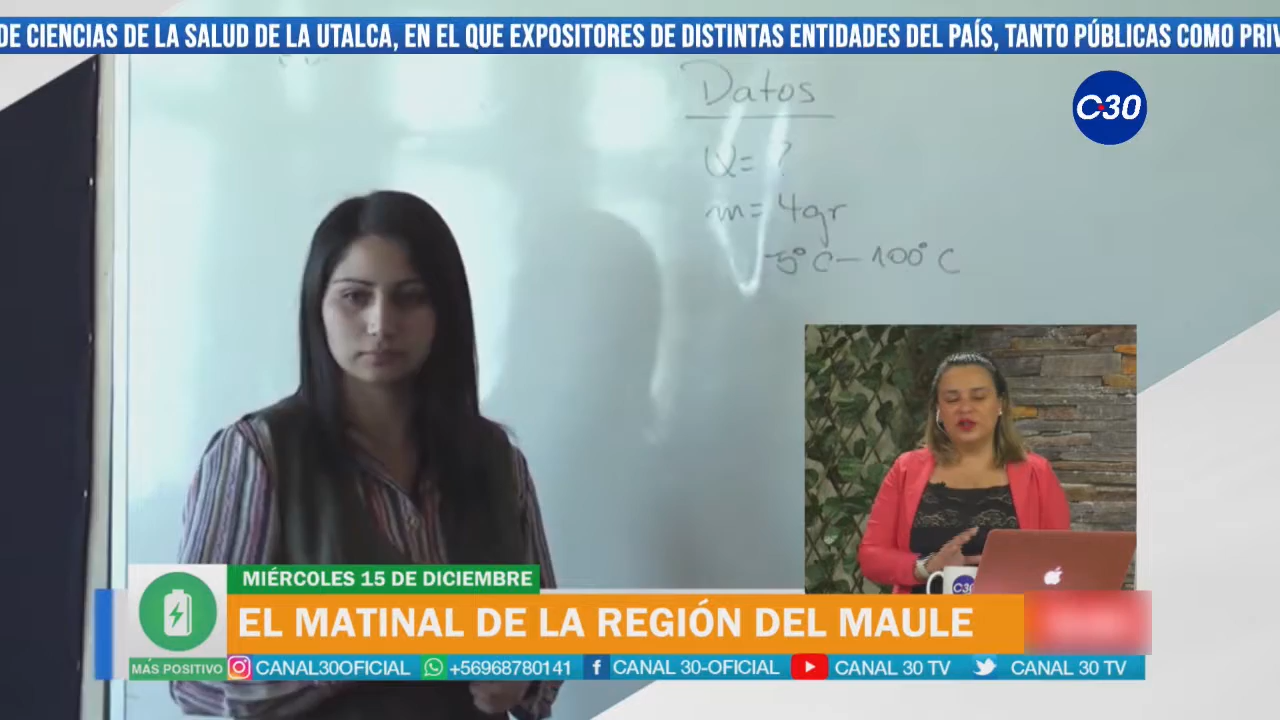 DE CIENCIAS DE LA SALUD DE LA UTALCA, EN EL QUE EXPOSITORES DE DISTINTAS ENTIDADES DEL PAÍS, TANTO PÚBLICAS COMO PRIV
C·30
Datos
Q= ?
m= 4gr
-5°C - 100°C
C30
MIÉRCOLES 15 DE DICIEMBRE
EL MATINAL DE LA REGIÓN DEL MAULE
MÁS POSITIVO
CANAL30OFICIAL +56968780141 CANAL 30-OFICIAL CANAL 30 TV CANAL 30 TV